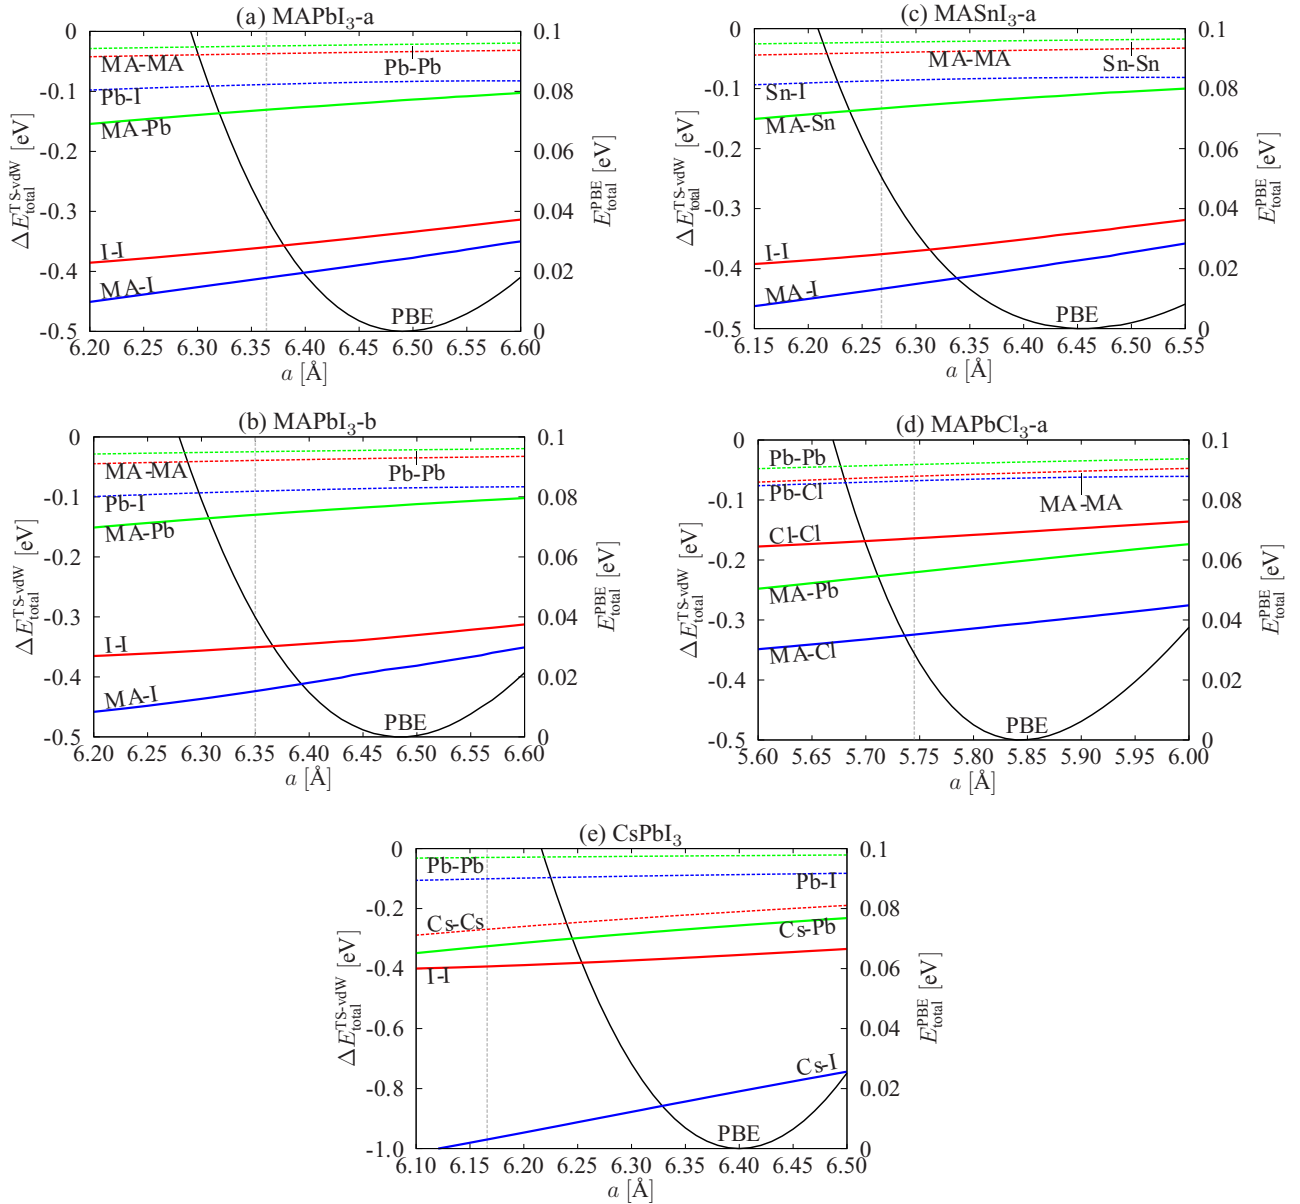 (a) MAPbI3-a
0
-0.1
-0.2
-0.3
-0.4
-0.5
0.1
0.08
0.06
0.04
0.02
0
MA-MA
Pb-Pb
Pb-I
MA-Pb
I-I
MA-I
PBE
6.20 6.25 6.30 6.35 6.40 6.45 6.50 6.55 6.60
a [Å]
ΔE_total^TS-vdW [eV]
E_total^PBE [eV]
(c) MASnI3-a
0
-0.1
-0.2
-0.3
-0.4
-0.5
0.1
0.08
0.06
0.04
0.02
0
MA-MA
Sn-Sn
Sn-I
MA-Sn
I-I
MA-I
PBE
6.15 6.20 6.25 6.30 6.35 6.40 6.45 6.50 6.55
a [Å]
ΔE_total^TS-vdW [eV]
E_total^PBE [eV]
(b) MAPbI3-b
0
-0.1
-0.2
-0.3
-0.4
-0.5
0.1
0.08
0.06
0.04
0.02
0
MA-MA
Pb-Pb
Pb-I
MA-Pb
I-I
MA-I
PBE
6.20 6.25 6.30 6.35 6.40 6.45 6.50 6.55 6.60
a [Å]
ΔE_total^TS-vdW [eV]
E_total^PBE [eV]
(d) MAPbCl3-a
0
-0.1
-0.2
-0.3
-0.4
-0.5
0.1
0.08
0.06
0.04
0.02
0
Pb-Pb
Pb-Cl
MA-MA
Cl-Cl
MA-Pb
MA-Cl
PBE
5.60 5.65 5.70 5.75 5.80 5.85 5.90 5.95 6.00
a [Å]
ΔE_total^TS-vdW [eV]
E_total^PBE [eV]
(e) CsPbI3
0
-0.2
-0.4
-0.6
-0.8
-1.0
0.1
0.08
0.06
0.04
0.02
0
Pb-Pb
Pb-I
Cs-Cs
Cs-Pb
I-I
Cs-I
PBE
6.10 6.15 6.20 6.25 6.30 6.35 6.40 6.45 6.50
a [Å]
ΔE_total^TS-vdW [eV]
E_total^PBE [eV]